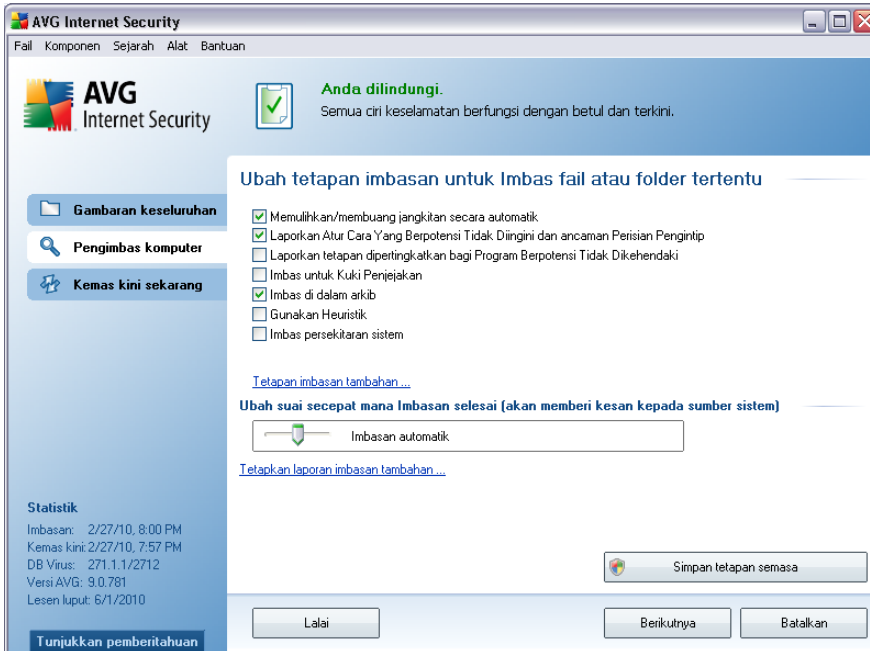 AVG Internet Security
Fail Komponen Sejarah Alat Bantuan
AVG
Internet Security
Anda dilindungi.
Semua ciri keselamatan berfungsi dengan betul dan terkini.
Gambaran keseluruhan
Pengimbas komputer
Kemas kini sekarang
Ubah tetapan imbasan untuk Imbas fail atau folder tertentu
Memulihkan/membuang jangkitan secara automatik
Laporkan Atur Cara Yang Berpotensi Tidak Diingini dan ancaman Perisian Pengintip
Laporkan tetapan dipertingkatkan bagi Program Berpotensi Tidak Dikehendaki
Imbas untuk Kuki Penjejakan
Imbas di dalam arkib
Gunakan Heuristik
Imbas persekitaran sistem
Tetapan imbasan tambahan ...
Ubah suai secepat mana Imbasan selesai (akan memberi kesan kepada sumber sistem)
Imbasan automatik
Tetapkan laporan imbasan tambahan ...
Statistik
Imbasan: 2/27/10, 8:00 PM
Kemas kini: 2/27/10, 7:57 PM
DB Virus: 271.1.1/2712
Versi AVG: 9.0.781
Lesen luput: 6/1/2010
Tunjukkan pemberitahuan
Simpan tetapan semasa
Lalai
Berikutnya
Batalkan